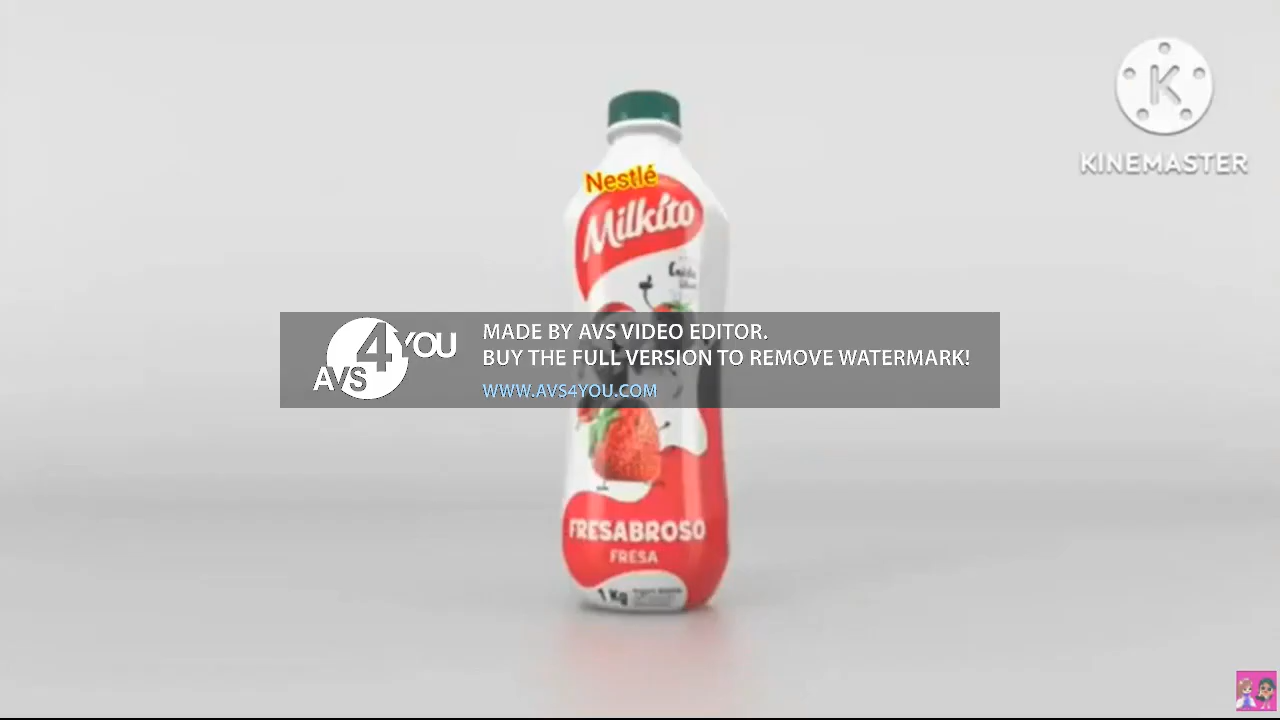 K
KINEMASTER
Nestlé
Milkito
AVS4YOU
MADE BY AVS VIDEO EDITOR.
BUY THE FULL VERSION TO REMOVE WATERMARK!
WWW.AVS4YOU.COM
FRESABROSO
FRESA
1 Kg